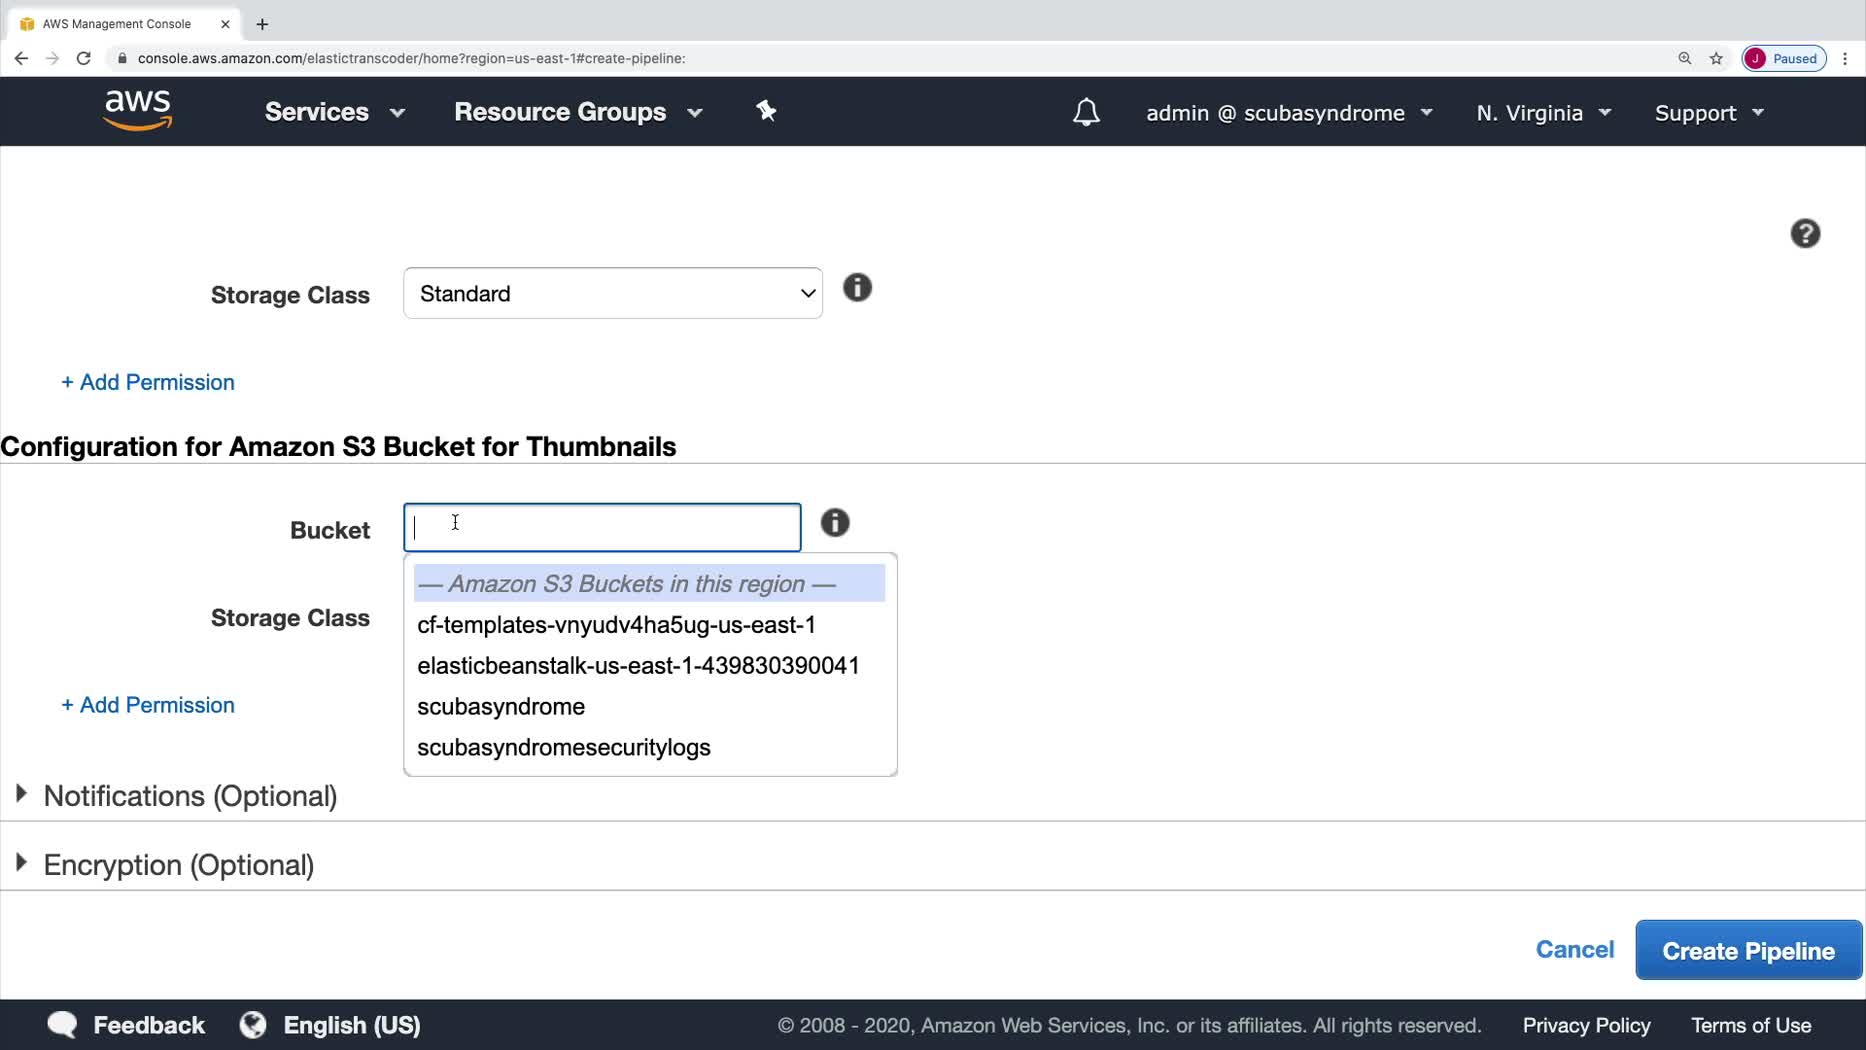 AWS Management Console
console.aws.amazon.com/elastictranscoder/home?region=us-east-1#create-pipeline:
J Paused
aws Services Resource Groups admin @ scubasyndrome N. Virginia Support
Storage Class Standard
+ Add Permission
Configuration for Amazon S3 Bucket for Thumbnails
Bucket
— Amazon S3 Buckets in this region —
cf-templates-vnyudv4ha5ug-us-east-1
Storage Class
elasticbeanstalk-us-east-1-439830390041
scubasyndrome
+ Add Permission
scubasyndromesecuritylogs
Notifications (Optional)
Encryption (Optional)
Cancel Create Pipeline
Feedback English (US) © 2008 - 2020, Amazon Web Services, Inc. or its affiliates. All rights reserved. Privacy Policy Terms of Use